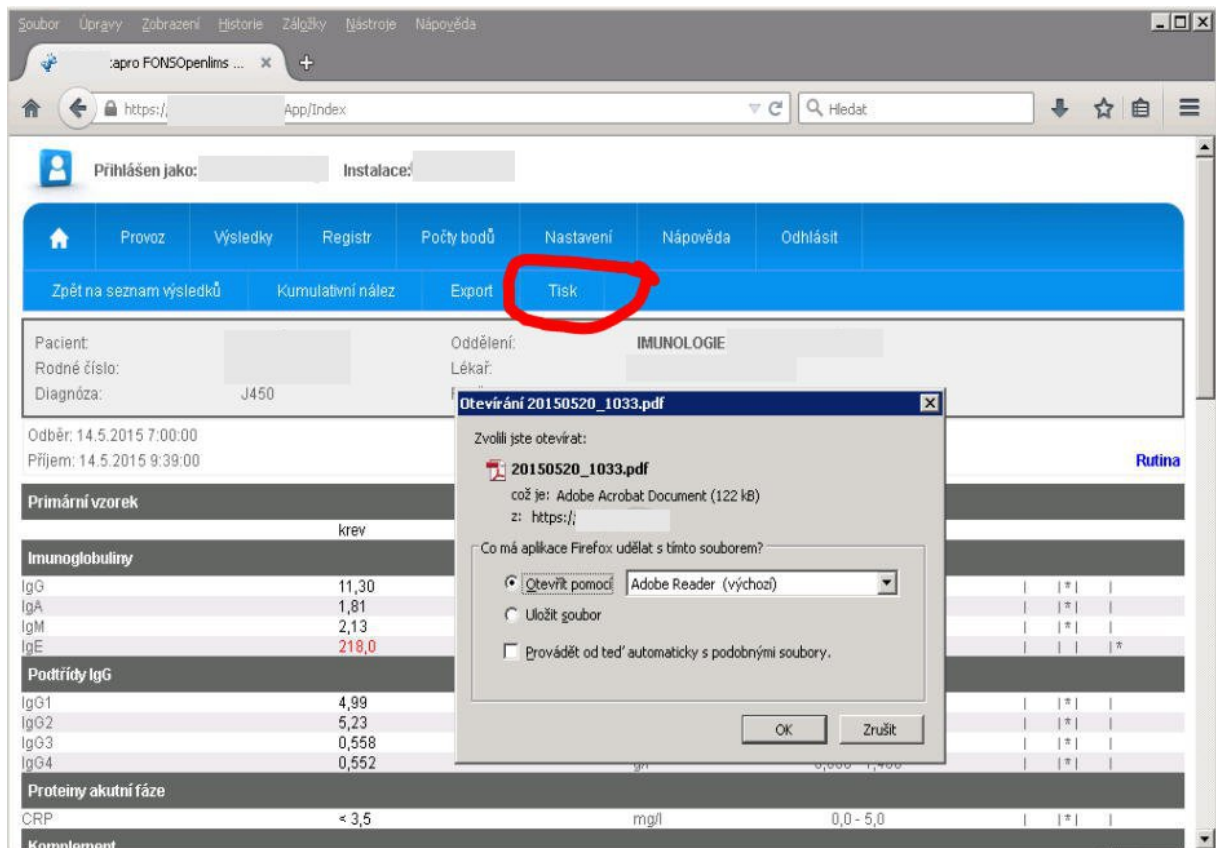 Soubor Úpravy Zobrazení Historie Záložky Nástroje Nápověda
:apro FONSOpenlims ...
https:/ App/Index Hledat
Přihlášen jako: Instalace:
Provoz Výsledky Registr Počty bodů Nastavení Nápověda Odhlásit
Zpět na seznam výsledků Kumulativní nález Export Tisk
Pacient: Oddělení: IMUNOLOGIE
Rodné číslo: Lékař:
Diagnóza: J450
Odběr: 14.5.2015 7:00:00
Příjem: 14.5.2015 9:39:00 Rutina
Primární vzorek
krev
Imunoglobuliny
IgG 11,30 | |*| |
IgA 1,81 | |*| |
IgM 2,13 | |*| |
IgE 218,0 | | | |*
Podtřídy IgG
IgG1 4,99 | |*| |
IgG2 5,23 | |*| |
IgG3 0,558 | |*| |
IgG4 0,552 | |*| |
Proteiny akutní fáze
CRP < 3,5 mg/l 0,0 - 5,0 | |*| |
Komplement
Otevírání 20150520_1033.pdf
Zvolili jste otevírat:
20150520_1033.pdf
což je: Adobe Acrobat Document (122 kB)
z: https:/
Co má aplikace Firefox udělat s tímto souborem?
Otevřít pomocí Adobe Reader (výchozí)
Uložit soubor
Provádět od teď automaticky s podobnými soubory.
OK Zrušit